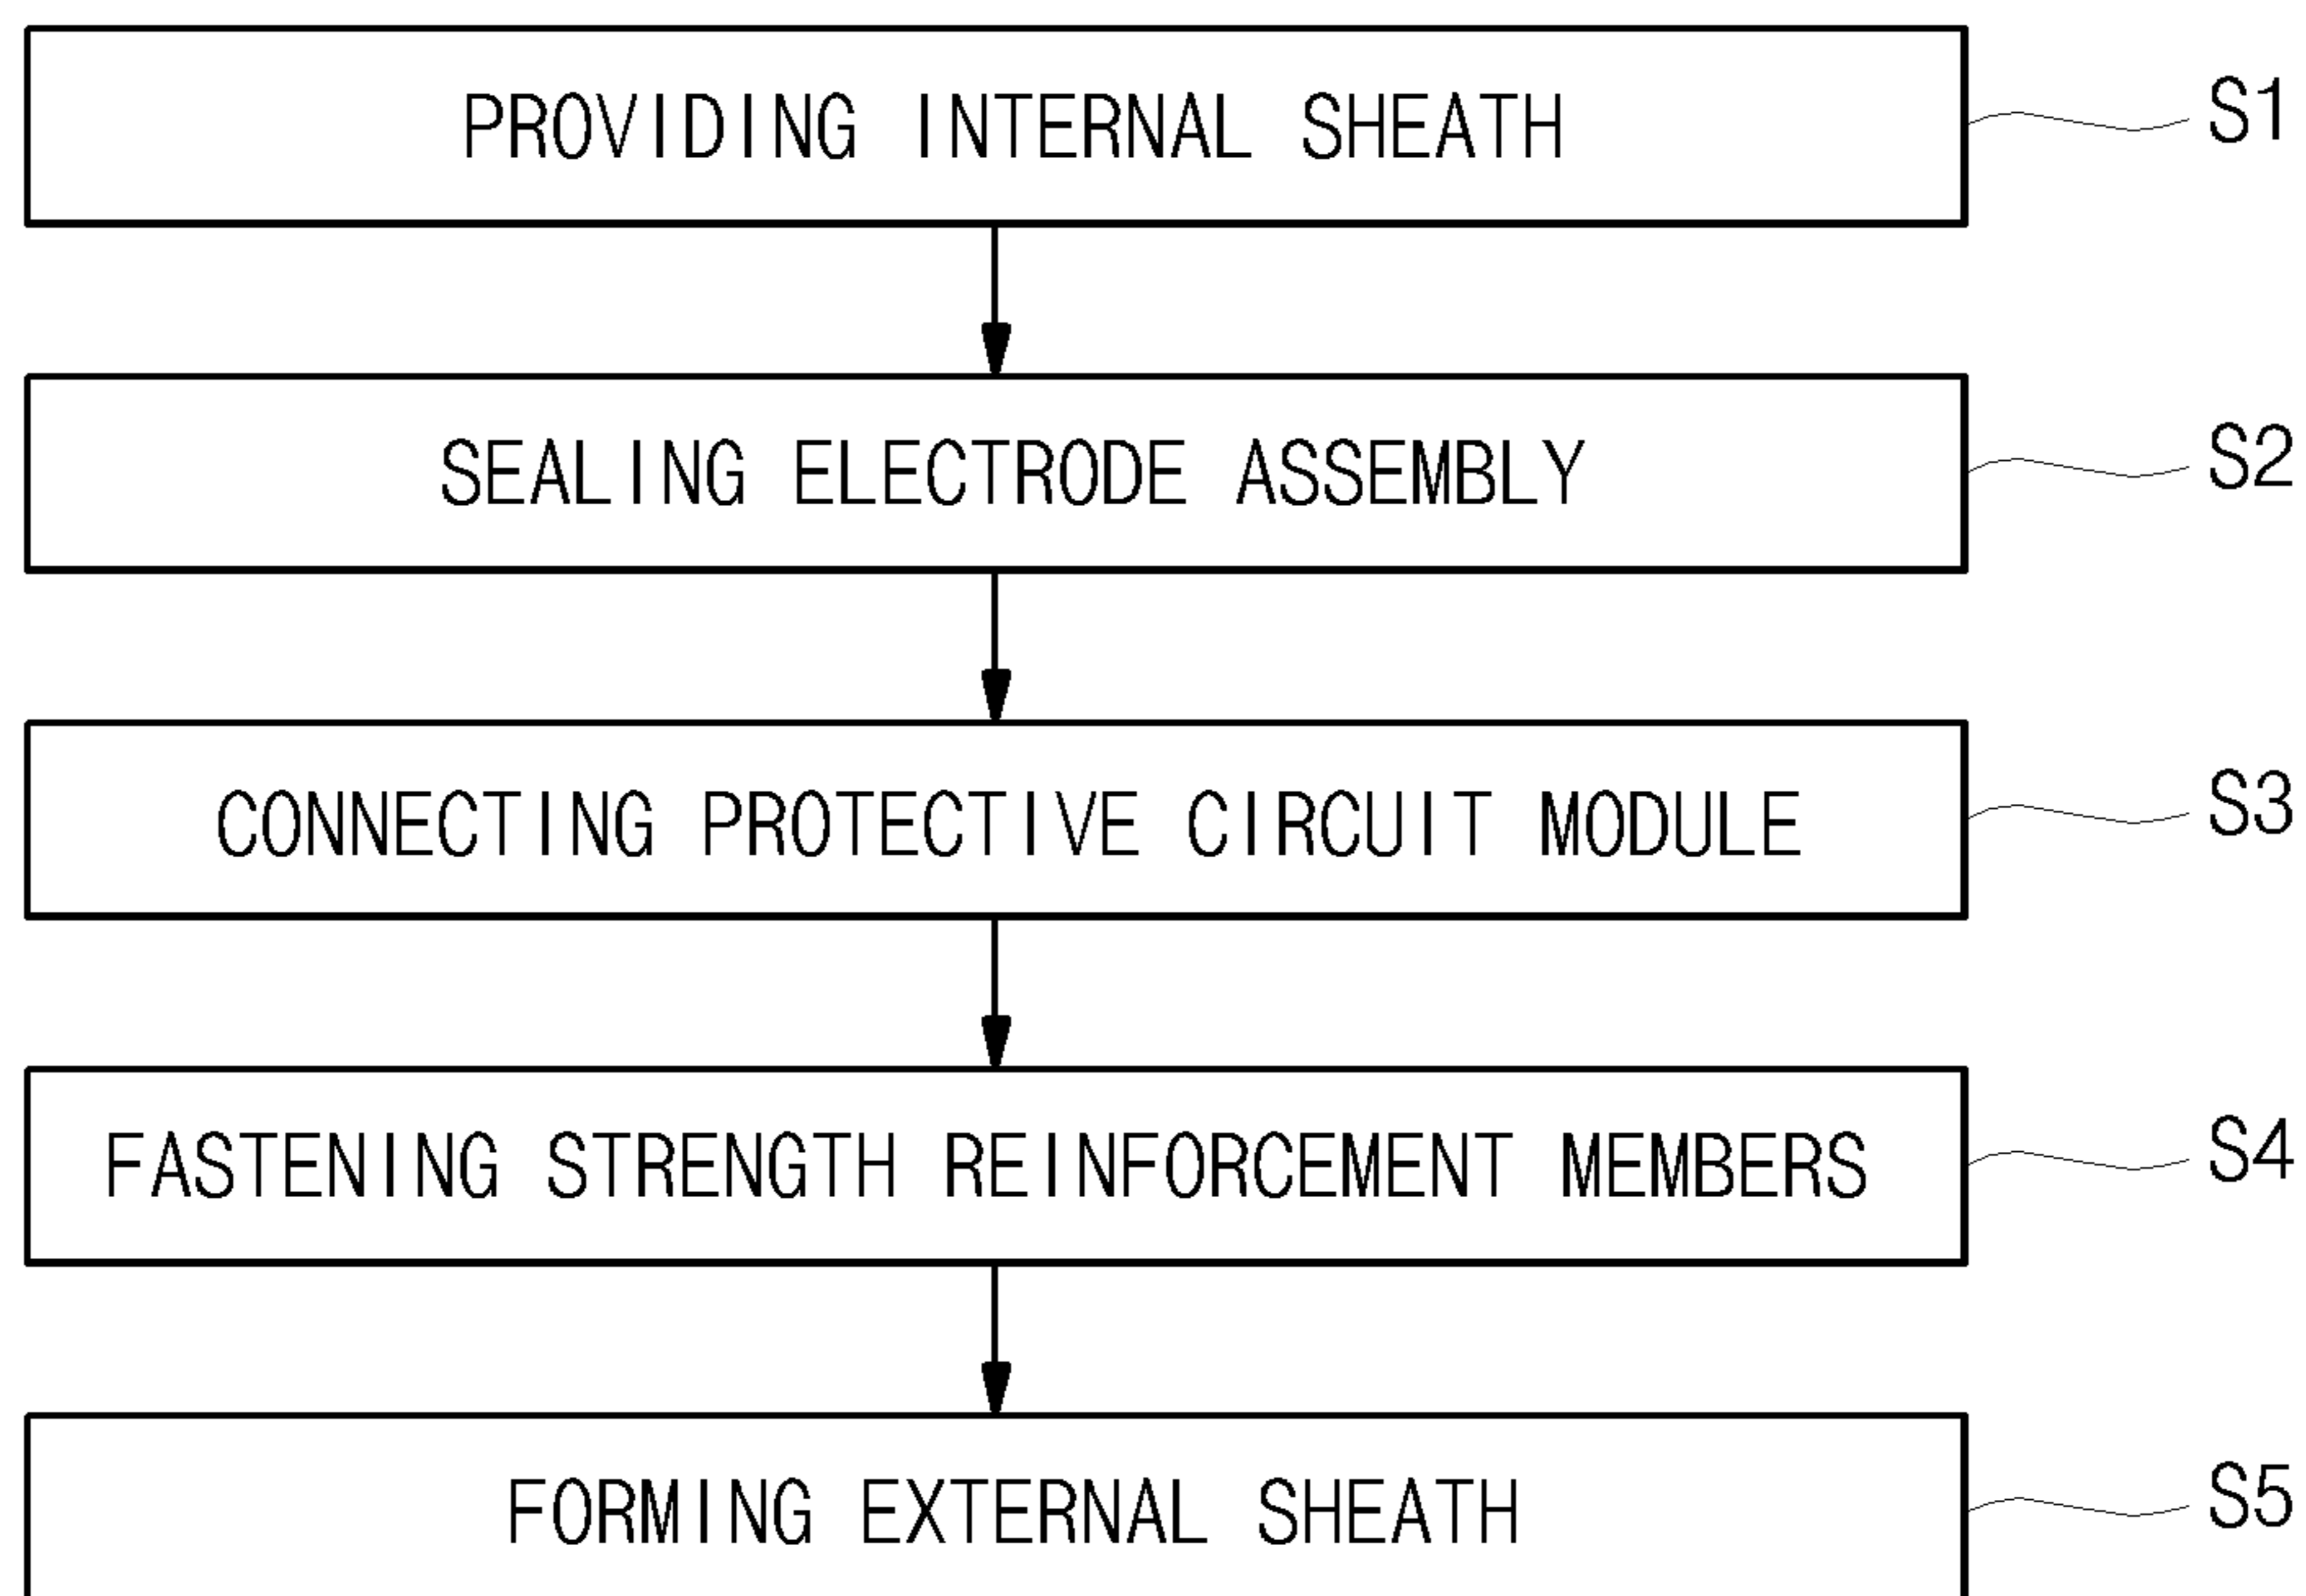 PROVIDING INTERNAL SHEATH S1
SEALING ELECTRODE ASSEMBLY S2
CONNECTING PROTECTIVE CIRCUIT MODULE S3
FASTENING STRENGTH REINFORCEMENT MEMBERS S4
FORMING EXTERNAL SHEATH S5